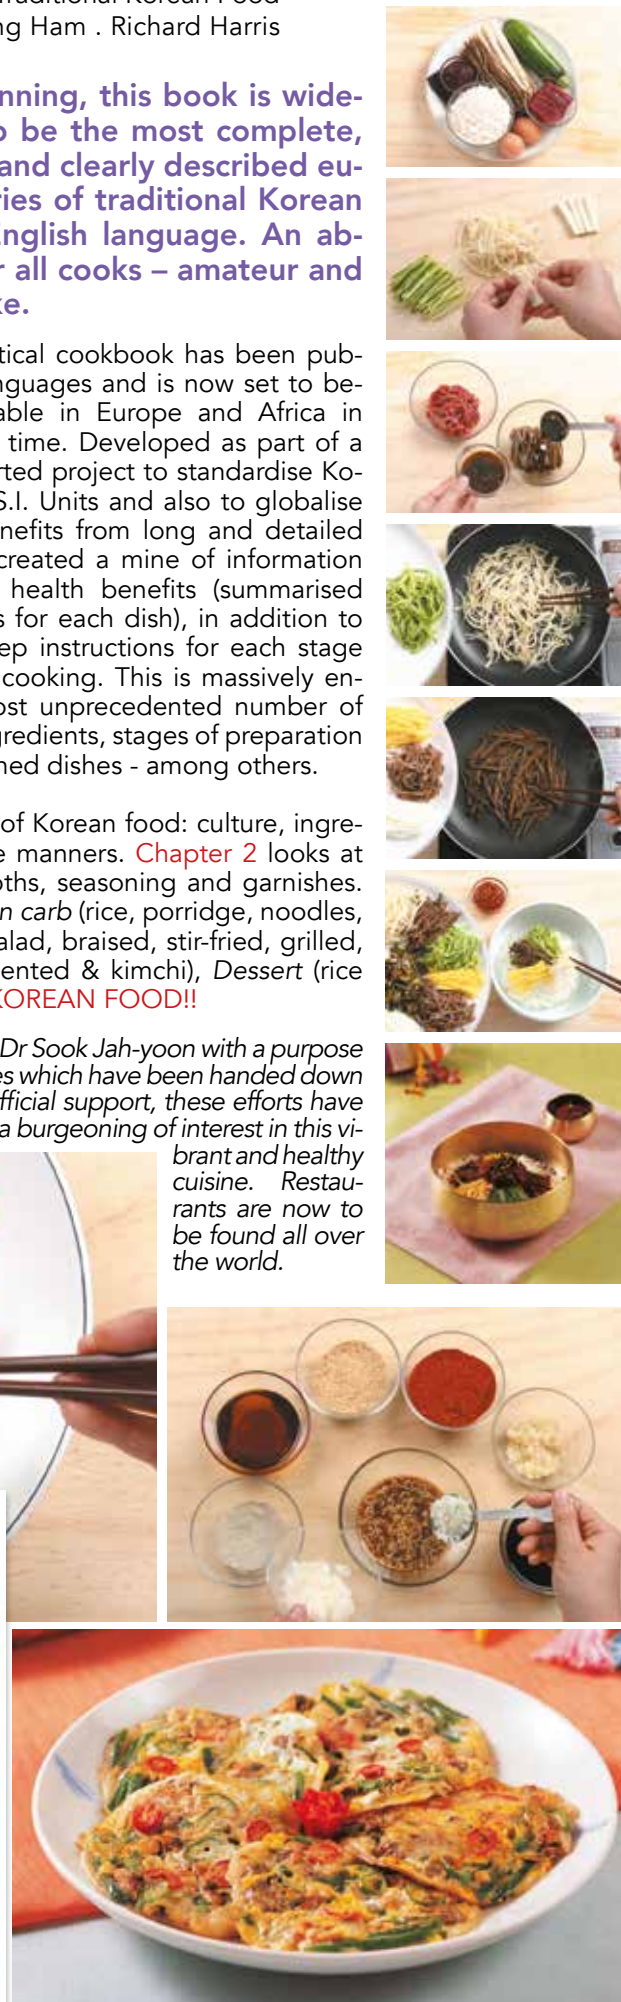 Traditional Korean Food
ng Ham . Richard Harris
nning, this book is wide-
o be the most complete,
and clearly described eu-
ries of traditional Korean
English language. An ab-
r all cooks – amateur and
ke.
tical cookbook has been pub-
nguages and is now set to be-
able in Europe and Africa in
time. Developed as part of a
rted project to standardise Ko-
S.I. Units and also to globalise
nefits from long and detailed
created a mine of information
health benefits (summarised
s for each dish), in addition to
ep instructions for each stage
cooking. This is massively en-
ost unprecedented number of
gredients, stages of preparation
hed dishes - among others.
of Korean food: culture, ingre-
e manners. Chapter 2 looks at
oths, seasoning and garnishes.
n carb (rice, porridge, noodles,
alad, braised, stir-fried, grilled,
ented & kimchi), Dessert (rice
KOREAN FOOD!!
Dr Sook Jah-yoon with a purpose
es which have been handed down
fficial support, these efforts have
a burgeoning of interest in this vi-
brant and healthy
cuisine. Restau-
rants are now to
be found all over
the world.